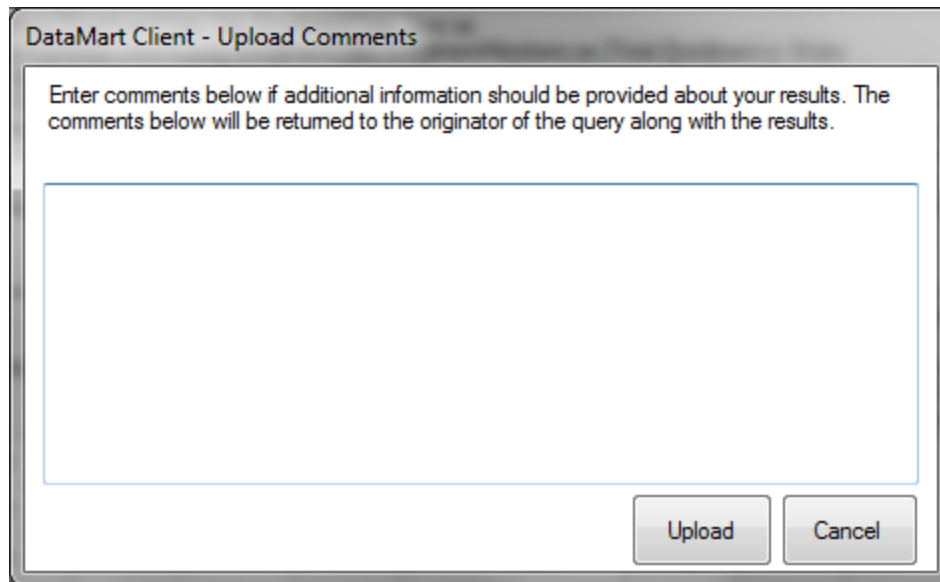 DataMart Client - Upload Comments
Enter comments below if additional information should be provided about your results. The
comments below will be returned to the originator of the query along with the results.
Upload
Cancel